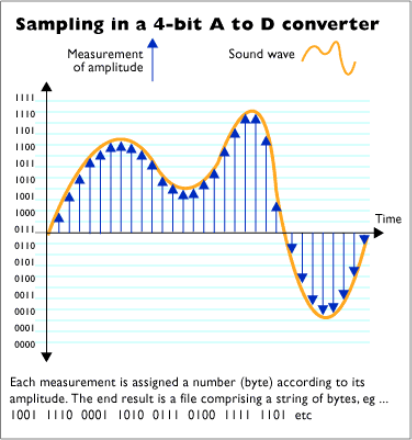 Sampling in a 4-bit A to D converter
Measurement
of amplitude
Sound wave
1111
1110
1101
1100
1011
1010
1001
1000
0111
Time
0110
0100
0011
0010
0001
0000
Each measurement is assigned a number (byte) according to its
amplitude. The end result is a file comprising a string of bytes, eg ...
1001 1110 0001 1010 0111 0100 1111 1101 etc